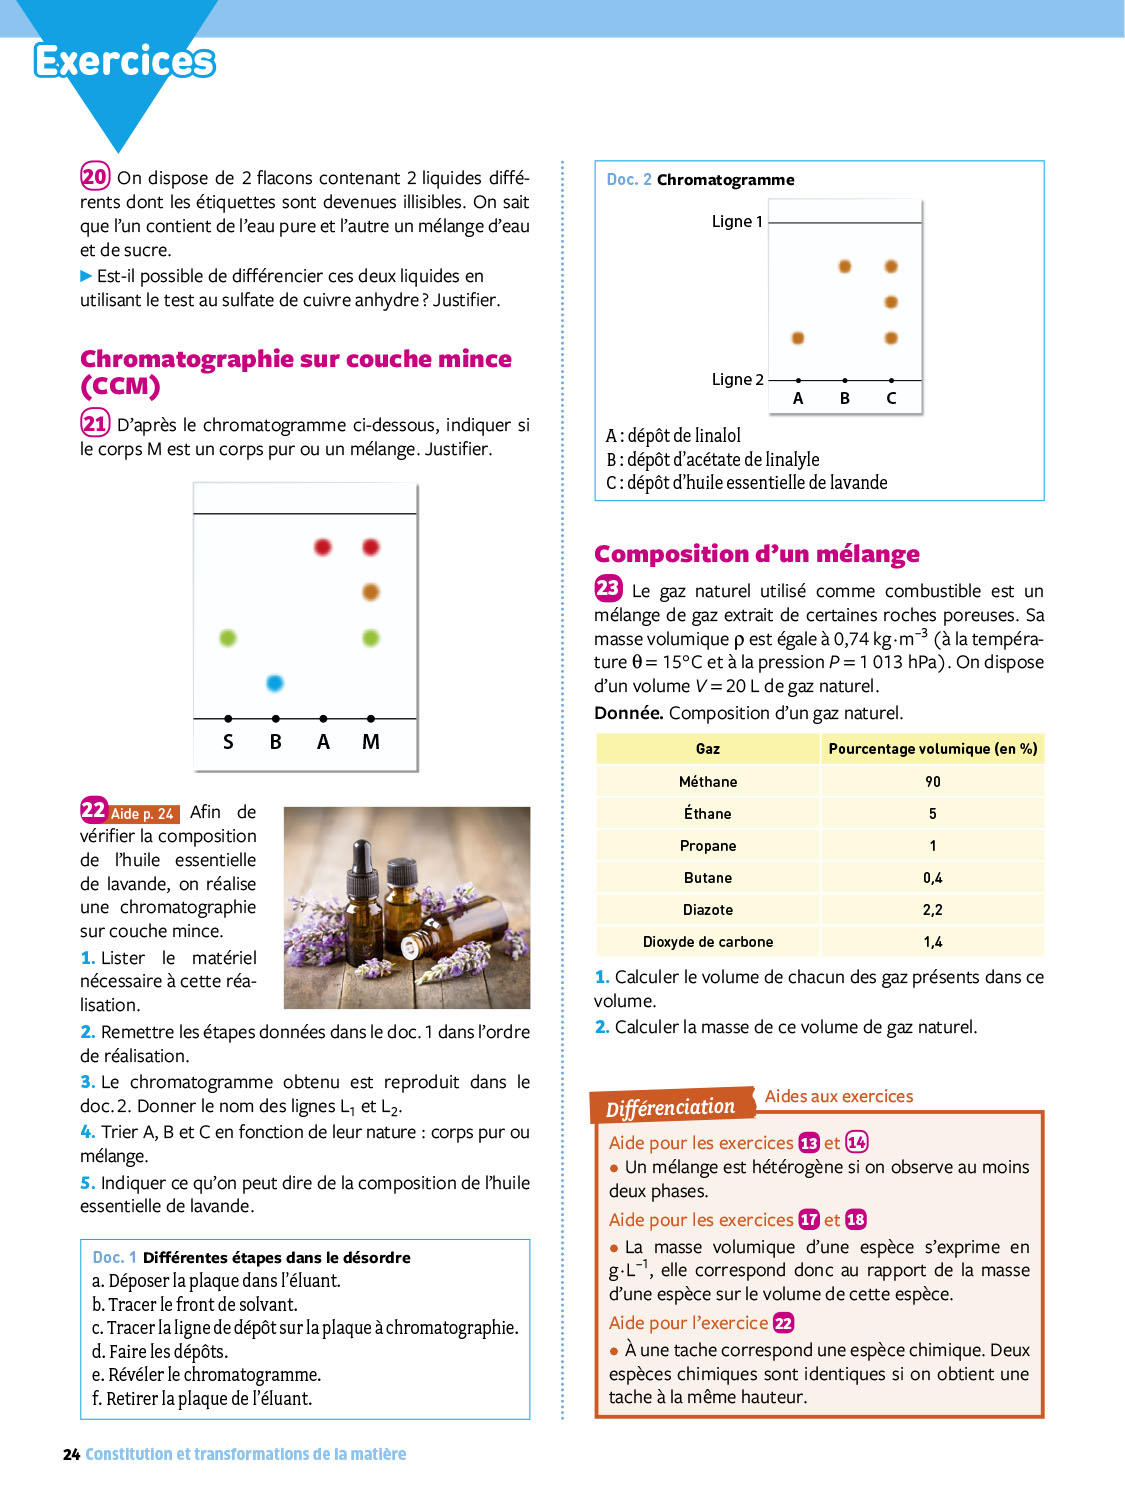 Exercices
20 On dispose de 2 flacons contenant 2 liquides diffé-
rents dont les étiquettes sont devenues illisibles. On sait
que l’un contient de l’eau pure et l’autre un mélange d’eau
et de sucre.
▶ Est-il possible de différencier ces deux liquides en
utilisant le test au sulfate de cuivre anhydre ? Justifier.
Chromatographie sur couche mince
(CCM)
21 D’après le chromatogramme ci-dessous, indiquer si
le corps M est un corps pur ou un mélange. Justifier.
S B A M
22 Aide p. 24 Afin de
vérifier la composition
de l’huile essentielle
de lavande, on réalise
une chromatographie
sur couche mince.
1. Lister le matériel
nécessaire à cette réa-
lisation.
2. Remettre les étapes données dans le doc. 1 dans l’ordre
de réalisation.
3. Le chromatogramme obtenu est reproduit dans le
doc. 2. Donner le nom des lignes L₁ et L₂.
4. Trier A, B et C en fonction de leur nature : corps pur ou
mélange.
5. Indiquer ce qu’on peut dire de la composition de l’huile
essentielle de lavande.
Doc. 1 Différentes étapes dans le désordre
a. Déposer la plaque dans l’éluant.
b. Tracer le front de solvant.
c. Tracer la ligne de dépôt sur la plaque à chromatographie.
d. Faire les dépôts.
e. Révéler le chromatogramme.
f. Retirer la plaque de l’éluant.
Doc. 2 Chromatogramme
Ligne 1
Ligne 2
A B C
A : dépôt de linalol
B : dépôt d’acétate de linalyle
C : dépôt d’huile essentielle de lavande
Composition d’un mélange
23 Le gaz naturel utilisé comme combustible est un
mélange de gaz extrait de certaines roches poreuses. Sa
masse volumique ρ est égale à 0,74 kg·m⁻³ (à la tempéra-
ture θ = 15°C et à la pression P = 1 013 hPa). On dispose
d’un volume V = 20 L de gaz naturel.
Donnée. Composition d’un gaz naturel.
Gaz Pourcentage volumique (en %)
Méthane 90
Éthane 5
Propane 1
Butane 0,4
Diazote 2,2
Dioxyde de carbone 1,4
1. Calculer le volume de chacun des gaz présents dans ce
volume.
2. Calculer la masse de ce volume de gaz naturel.
Différenciation Aides aux exercices
Aide pour les exercices 13 et 14
• Un mélange est hétérogène si on observe au moins
deux phases.
Aide pour les exercices 17 et 18
• La masse volumique d’une espèce s’exprime en
g·L⁻¹, elle correspond donc au rapport de la masse
d’une espèce sur le volume de cette espèce.
Aide pour l’exercice 22
• À une tache correspond une espèce chimique. Deux
espèces chimiques sont identiques si on obtient une
tache à la même hauteur.
24 Constitution et transformations de la matière